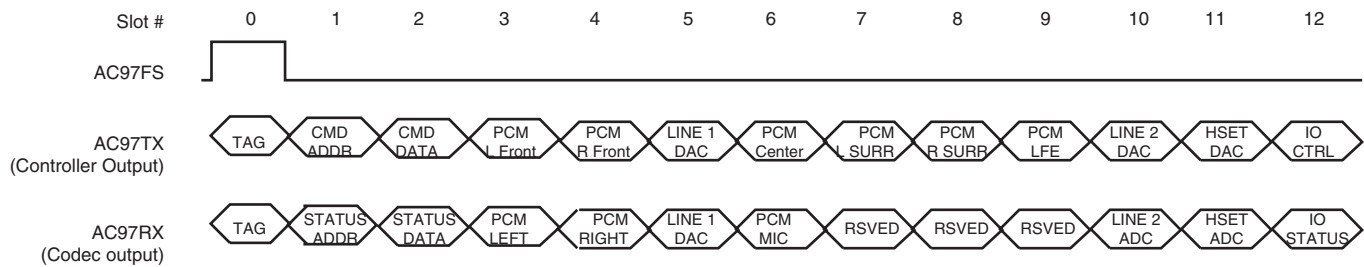 Slot # 0 1 2 3 4 5 6 7 8 9 10 11 12
AC97FS
AC97TX
(Controller Output)
TAG
CMD
ADDR
CMD
DATA
PCM
L Front
PCM
R Front
LINE 1
DAC
PCM
Center
PCM
L SURR
PCM
R SURR
PCM
LFE
LINE 2
DAC
HSET
DAC
IO
CTRL
AC97RX
(Codec output)
TAG
STATUS
ADDR
STATUS
DATA
PCM
LEFT
PCM
RIGHT
LINE 1
DAC
PCM
MIC
RSVED
RSVED
RSVED
LINE 2
ADC
HSET
ADC
IO
STATUS